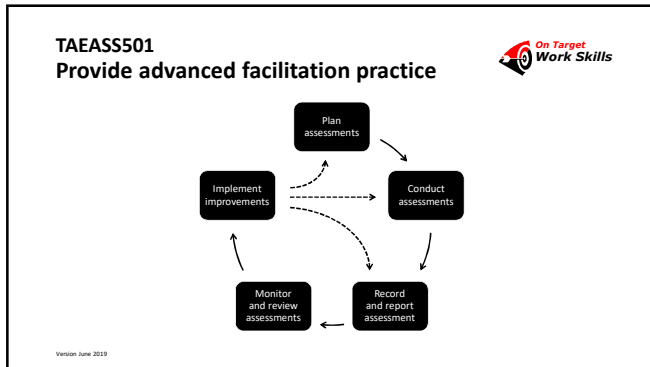 TAEASS501
Provide advanced facilitation practice
On Target
Work Skills
Plan
assessments
Implement
improvements
Conduct
assessments
Monitor
and review
assessments
Record
and report
assessment
Version June 2019